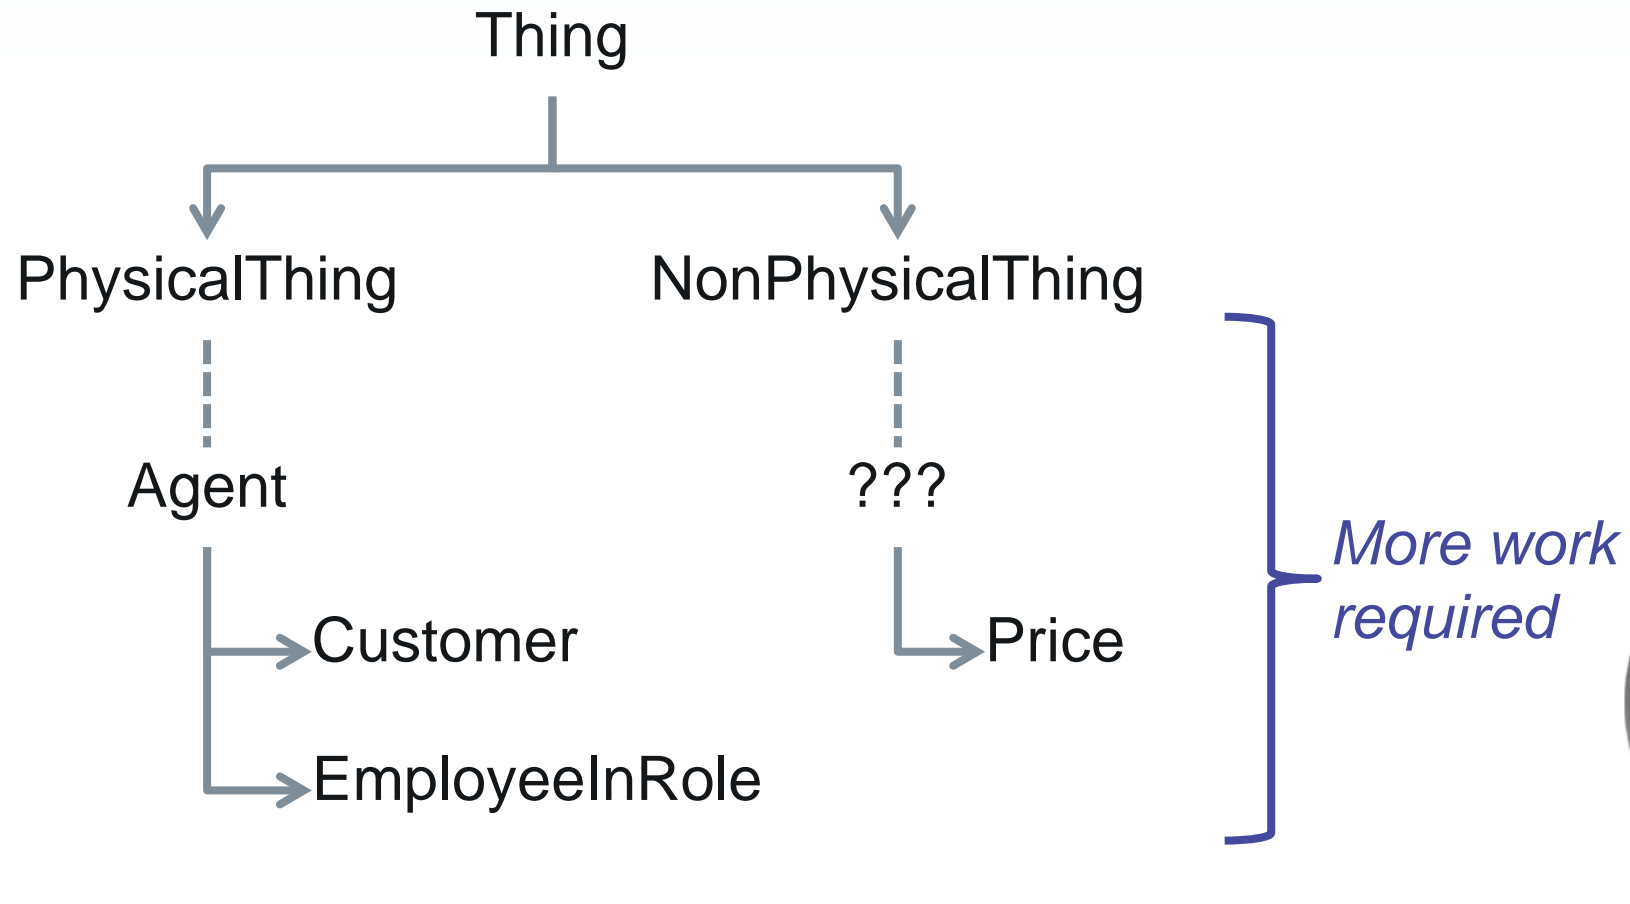 Thing
PhysicalThing
NonPhysicalThing
Agent
???
Customer
Price
EmployeeInRole
More work
required